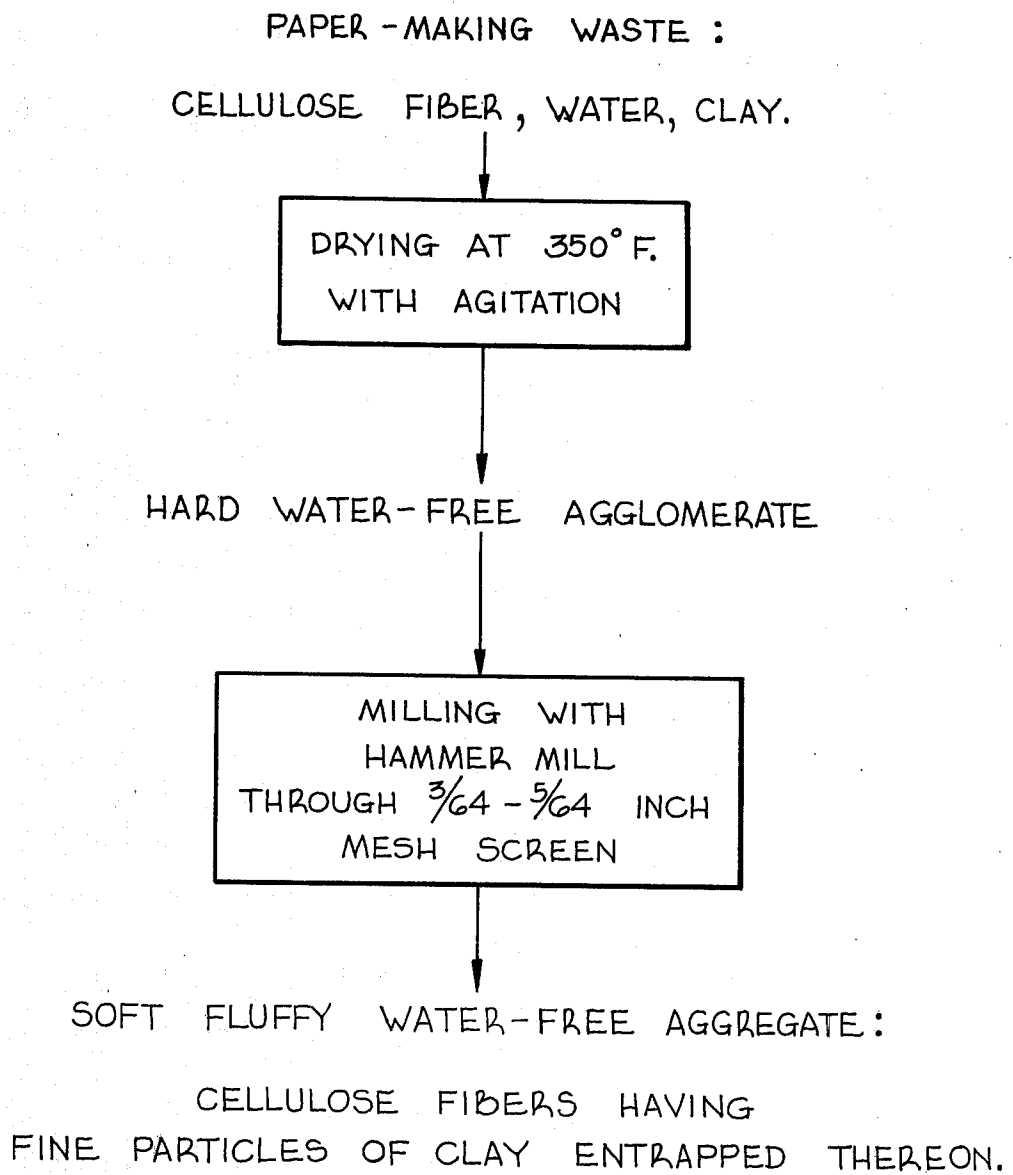 PAPER-MAKING WASTE:
CELLULOSE FIBER, WATER, CLAY.
DRYING AT 350° F.
WITH AGITATION
HARD WATER-FREE AGGLOMERATE
MILLING WITH
HAMMER MILL
THROUGH 3/64 - 5/64 INCH
MESH SCREEN
SOFT FLUFFY WATER-FREE AGGREGATE:
CELLULOSE FIBERS HAVING
FINE PARTICLES OF CLAY ENTRAPPED THEREON.